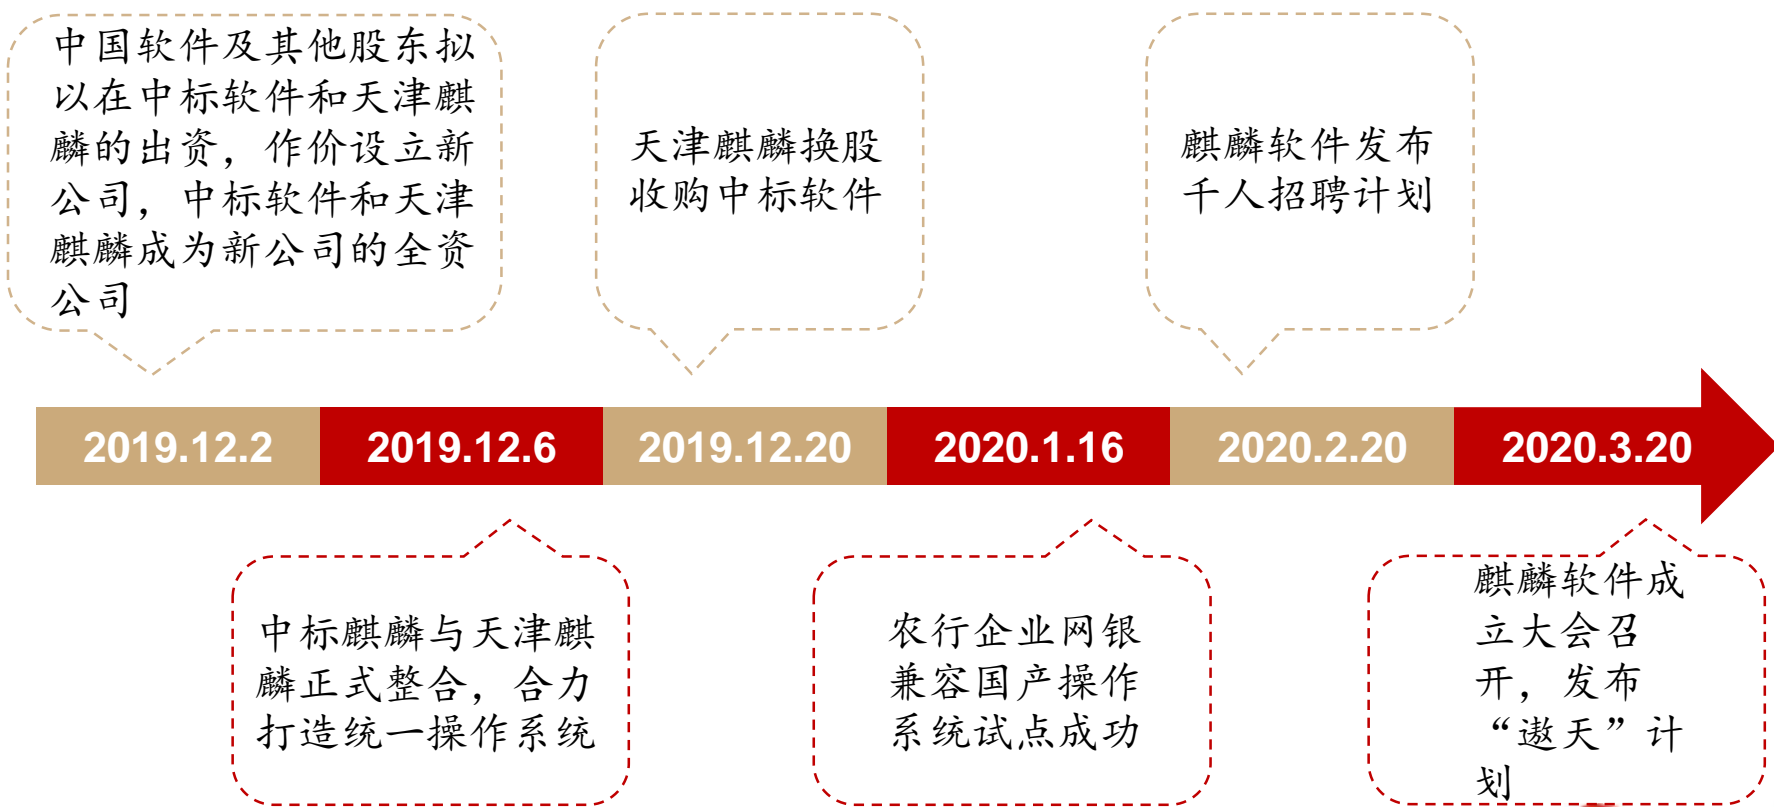 中国软件及其他股东拟
以在中标软件和天津麒
麟的出资，作价设立新
公司，中标软件和天津
麒麟成为新公司的全资
公司
天津麒麟换股
收购中标软件
麒麟软件发布
千人招聘计划
2019.12.2
2019.12.6
2019.12.20
2020.1.16
2020.2.20
2020.3.20
中标麒麟与天津麒
麟正式整合，合力
打造统一操作系统
农行企业网银
兼容国产操作
系统试点成功
麒麟软件成
立大会召
开，发布
“遨天”计
划